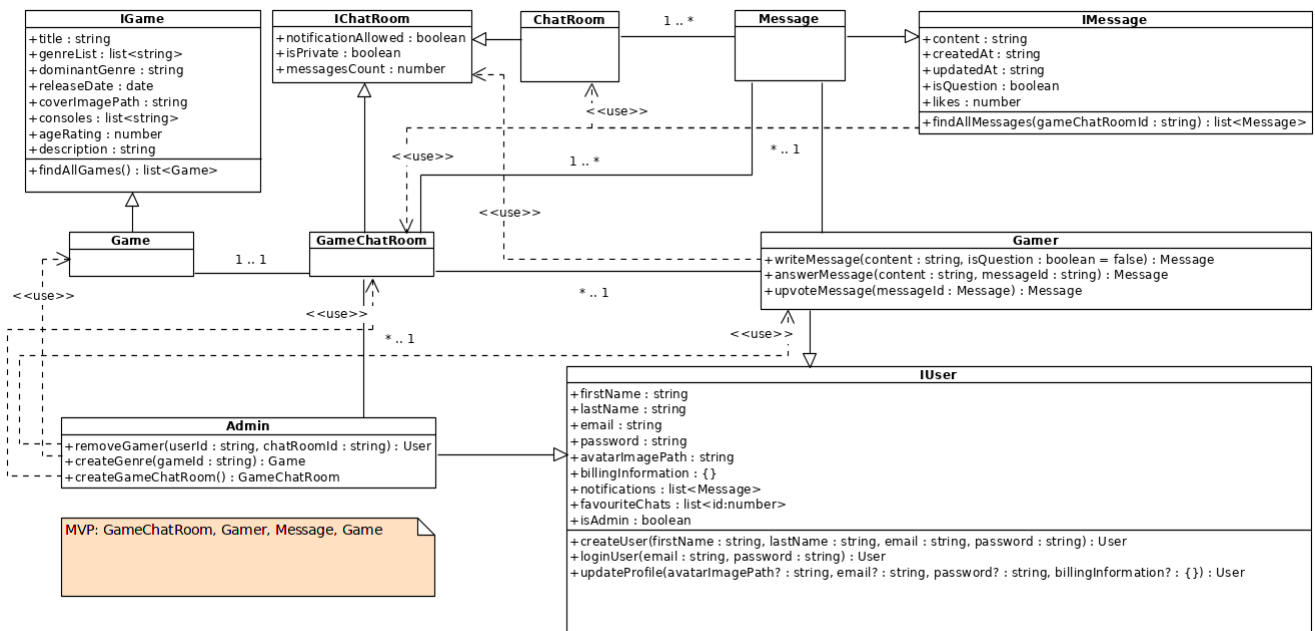 IGame
+title : string
+genreList : list<string>
+dominantGenre : string
+releaseDate : date
+coverImagePath : string
+consoles : list<string>
+ageRating : number
+description : string
+findAllGames() : list<Game>
IChatRoom
+notificationAllowed : boolean
+isPrivate : boolean
+messagesCount : number
ChatRoom
1 .. *
Message
IMessage
+content : string
+createdAt : string
+updatedAt : string
+isQuestion : boolean
+likes : number
+findAllMessages(gameChatRoomId : string) : list<Message>
<<use>>
<<use>>
1 .. *
* .. 1
<<use>>
Game
1 .. 1
GameChatRoom
Gamer
+writeMessage(content : string, isQuestion : boolean = false) : Message
+answerMessage(content : string, messageId : string) : Message
+upvoteMessage(messageId : Message) : Message
<<use>>
* .. 1
<<use>>
<<use>>
* .. 1
IUser
+firstName : string
+lastName : string
+email : string
+password : string
+avatarImagePath : string
+billingInformation : {}
+notifications : list<Message>
+favouriteChats : list<id:number>
+isAdmin : boolean
+createUser(firstName : string, lastName : string, email : string, password : string) : User
+loginUser(email : string, password : string) : User
+updateProfile(avatarImagePath? : string, email? : string, password? : string, billingInformation? : {}) : User
Admin
+removeGamer(userId : string, chatRoomId : string) : User
+createGenre(gameId : string) : Game
+createGameChatRoom() : GameChatRoom
MVP: GameChatRoom, Gamer, Message, Game